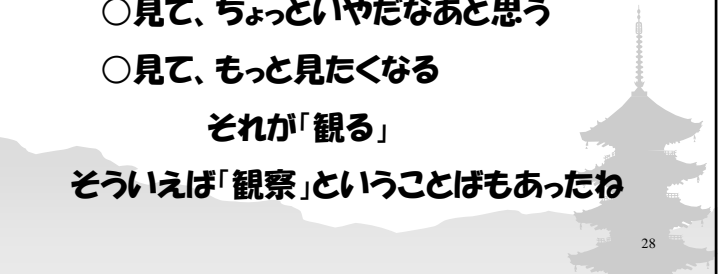 ○見て、ちょっといやだなあと思う
○見て、もっと見たくなる
それが「観る」
そういえば「観察」ということばもあったね
28